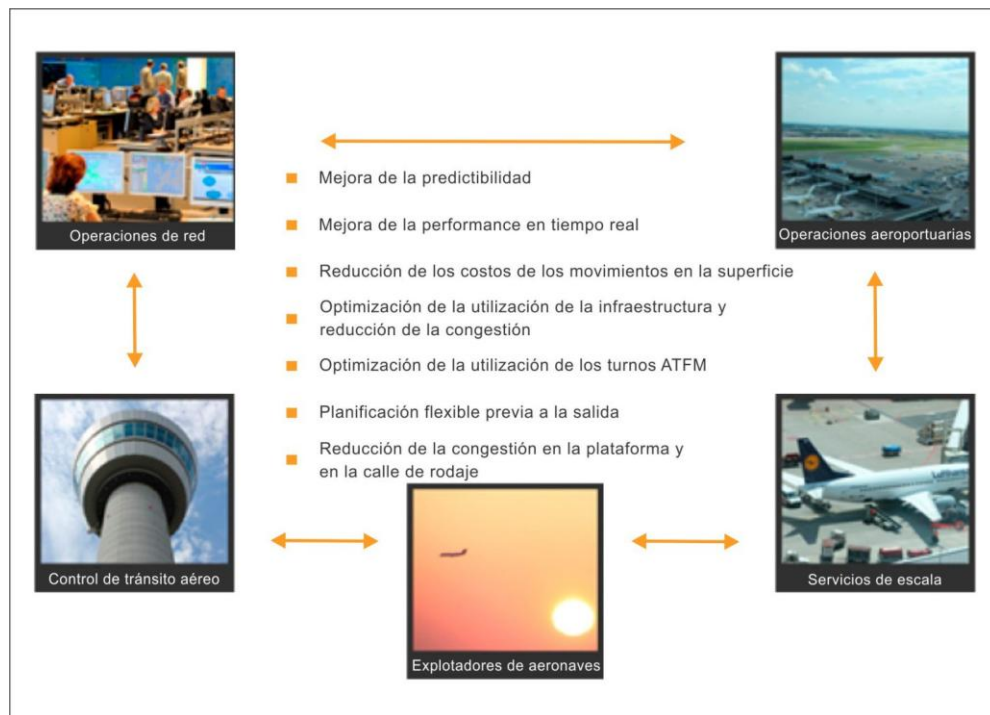 Operaciones de red
Operaciones aeroportuarias
Mejora de la predictibilidad
Mejora de la performance en tiempo real
Reducción de los costos de los movimientos en la superficie
Optimización de la utilización de la infraestructura y
reducción de la congestión
Optimización de la utilización de los turnos ATFM
Planificación flexible previa a la salida
Reducción de la congestión en la plataforma y
en la calle de rodaje
Control de tránsito aéreo
Explotadores de aeronaves
Servicios de escala